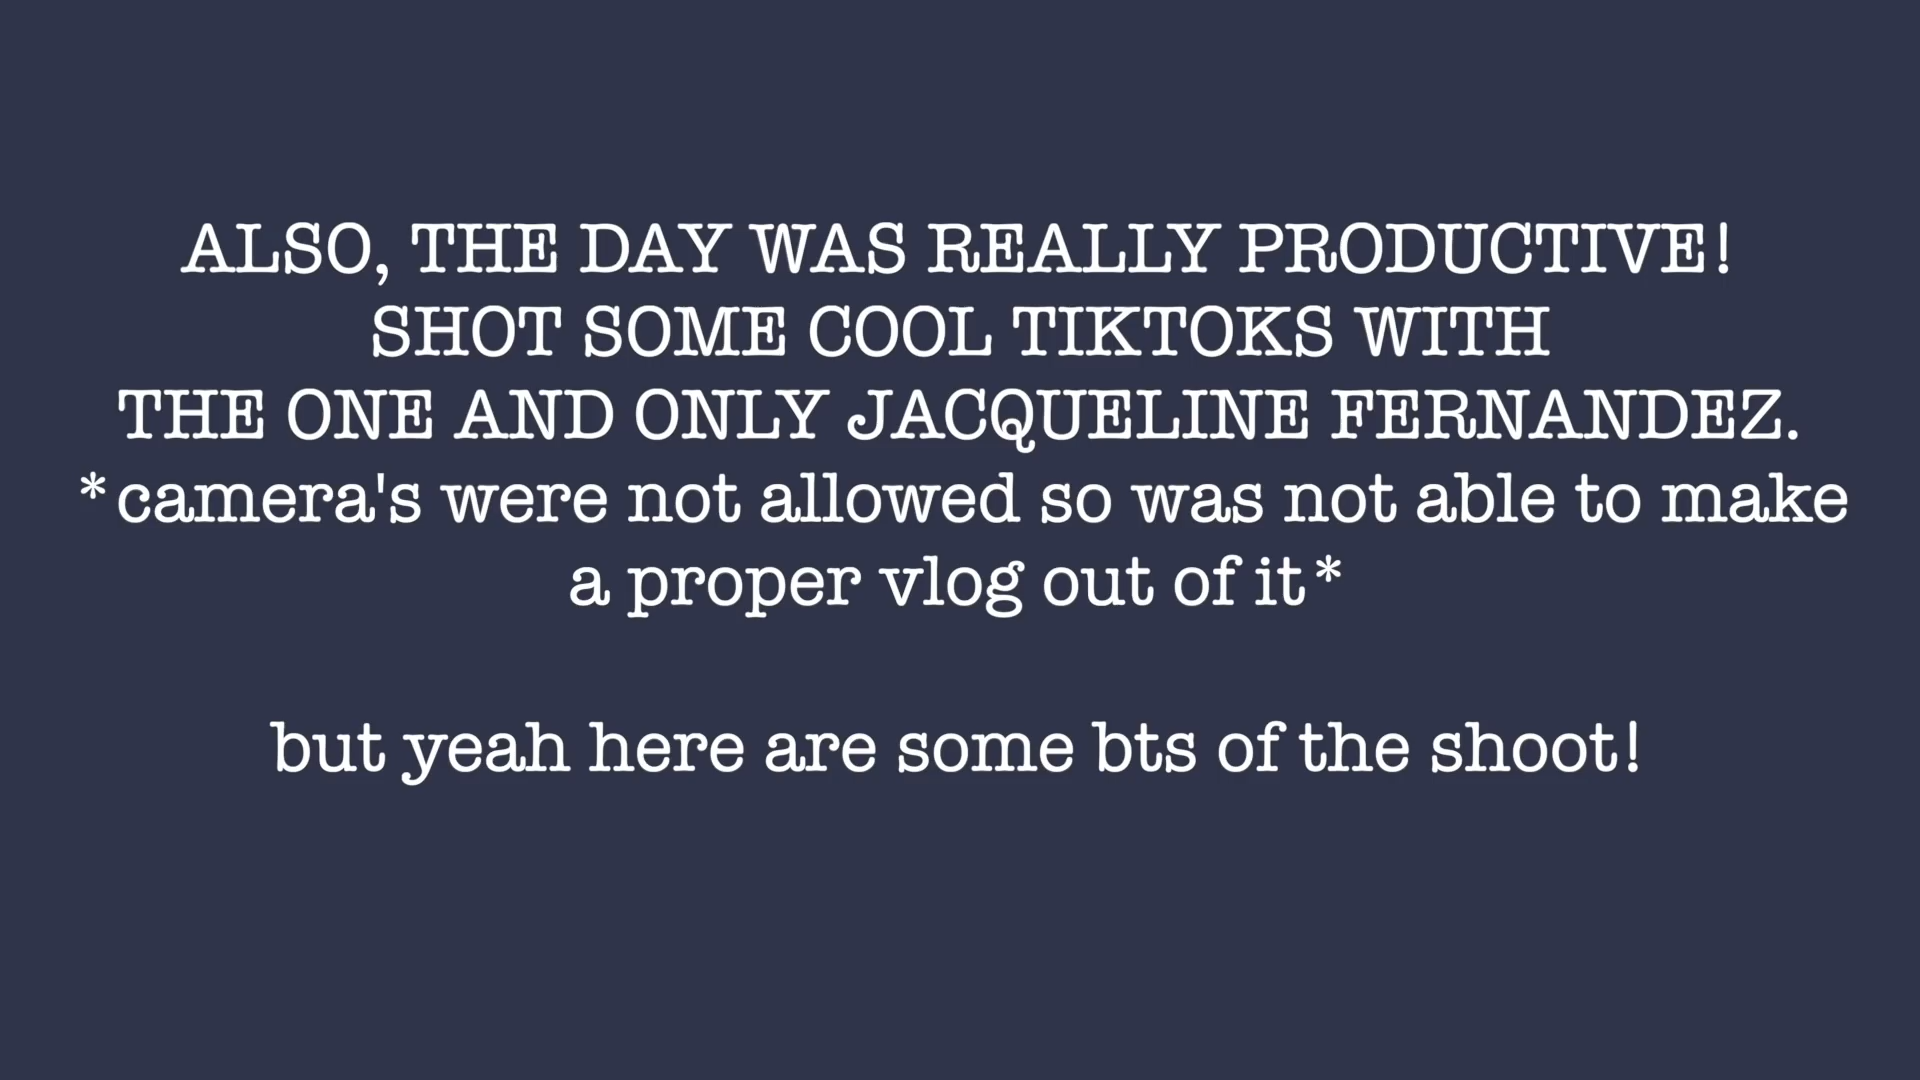 ALSO, THE DAY WAS REALLY PRODUCTIVE!
SHOT SOME COOL TIKTOKS WITH
THE ONE AND ONLY JACQUELINE FERNANDEZ.
*camera's were not allowed so was not able to make
a proper vlog out of it*
but yeah here are some bts of the shoot!